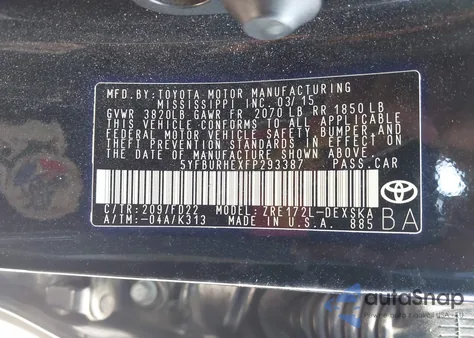 MFD.BY:TOYOTA MOTOR MANUFACTURING
MISSISSIPPI, INC. 03/15
GVWR 3820LB GAWR FR 2070 LB RR 1850 LB
THIS VEHICLE CONFORMS TO ALL APPLICABLE
FEDERAL MOTOR VEHICLE SAFETY, BUMPER, AND
THEFT PREVENTION STANDARDS IN EFFECT ON
THE DATE OF MANUFACTURE SHOWN ABOVE.
5YFBURHEXFP293387 PASS.CAR
C/TR: 209/FD22 MODEL: ZRE172L-DEXSKA
A/TM:-04A/K313 MADE IN U.S.A. 885
BA
TOYOTA
autaShop